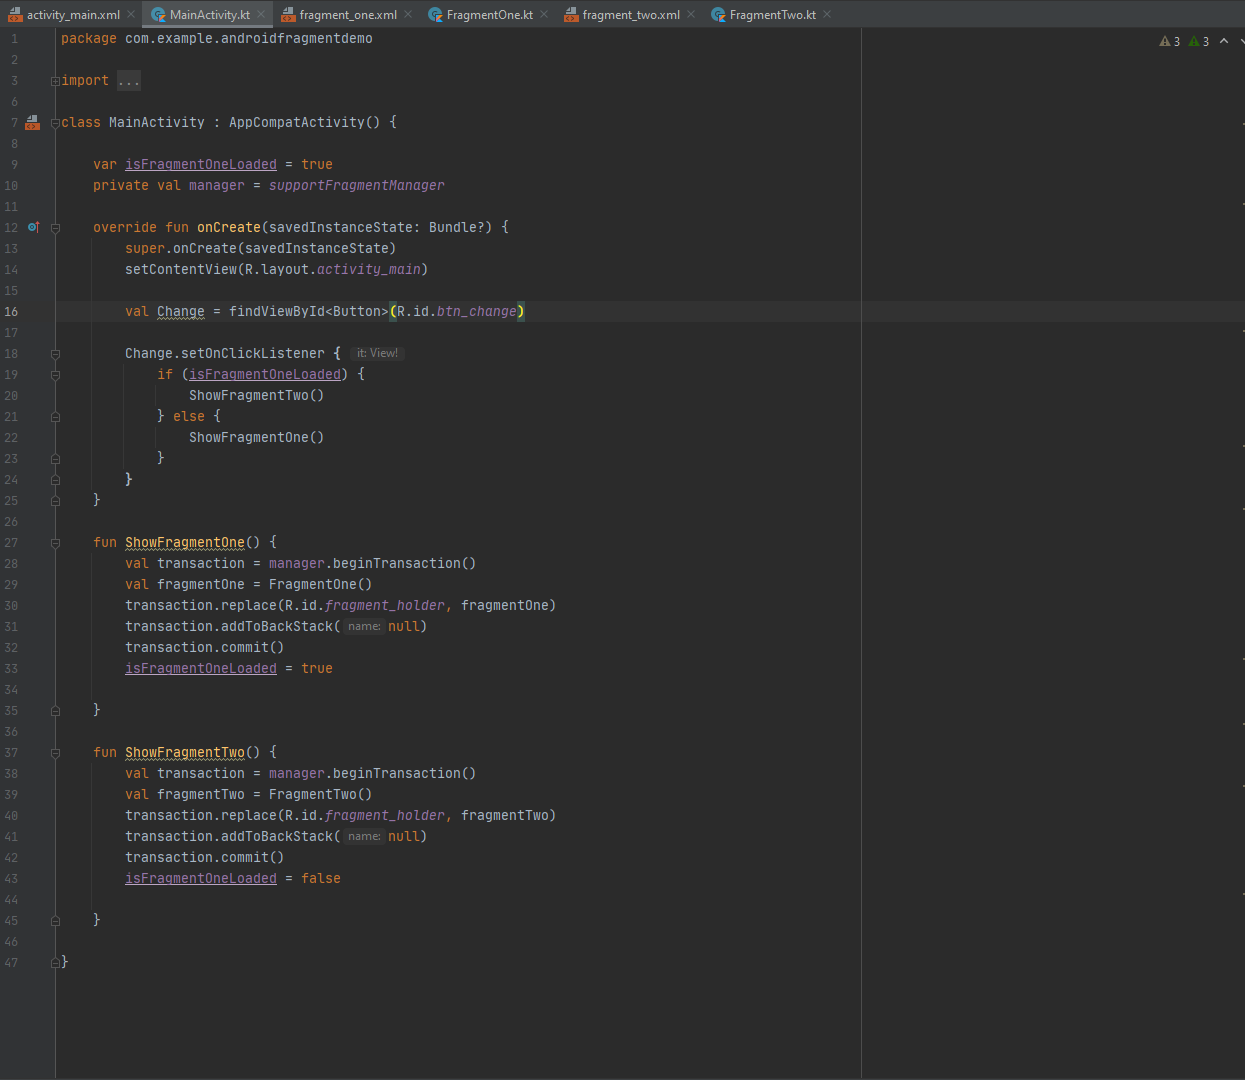 activity_main.xml MainActivity.kt fragment_one.xml FragmentOne.kt fragment_two.xml FragmentTwo.kt
3 3
1 package com.example.androidfragmentdemo
2
3 import ...
6
7 class MainActivity : AppCompatActivity() {
8
9 var isFragmentOneLoaded = true
10 private val manager = supportFragmentManager
11
12 override fun onCreate(savedInstanceState: Bundle?) {
13 super.onCreate(savedInstanceState)
14 setContentView(R.layout.activity_main)
15
16 val Change = findViewById<Button>(R.id.btn_change)
17
18 Change.setOnClickListener { it: View!
19 if (isFragmentOneLoaded) {
20 ShowFragmentTwo()
21 } else {
22 ShowFragmentOne()
23 }
24 }
25 }
26
27 fun ShowFragmentOne() {
28 val transaction = manager.beginTransaction()
29 val fragmentOne = FragmentOne()
30 transaction.replace(R.id.fragment_holder, fragmentOne)
31 transaction.addToBackStack( name: null)
32 transaction.commit()
33 isFragmentOneLoaded = true
34
35 }
36
37 fun ShowFragmentTwo() {
38 val transaction = manager.beginTransaction()
39 val fragmentTwo = FragmentTwo()
40 transaction.replace(R.id.fragment_holder, fragmentTwo)
41 transaction.addToBackStack( name: null)
42 transaction.commit()
43 isFragmentOneLoaded = false
44
45 }
46
47 }